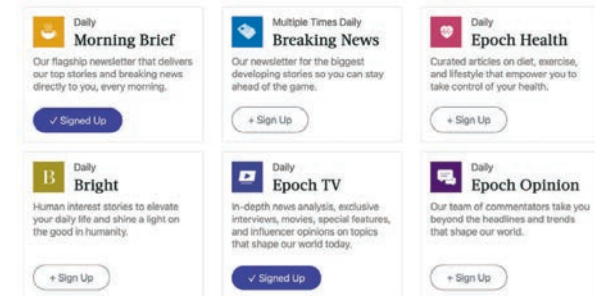 Daily
Morning Brief
Our flagship newsletter that delivers
our top stories and breaking news
directly to you, every morning.
✓ Signed Up
Multiple Times Daily
Breaking News
Our newsletter for the biggest
developing stories so you can stay
ahead of the game.
+ Sign Up
Daily
Epoch Health
Curated articles on diet, exercise,
and lifestyle that empower you to
take control of your health.
+ Sign Up
B
Daily
Bright
Human interest stories to elevate
your daily life and shine a light on
the good in humanity.
+ Sign Up
Daily
Epoch TV
In-depth news analysis, exclusive
interviews, movies, special features,
and influencer opinions on topics
that shape our world today.
✓ Signed Up
Daily
Epoch Opinion
Our team of commentators take you
beyond the headlines and trends
that shape our world.
+ Sign Up